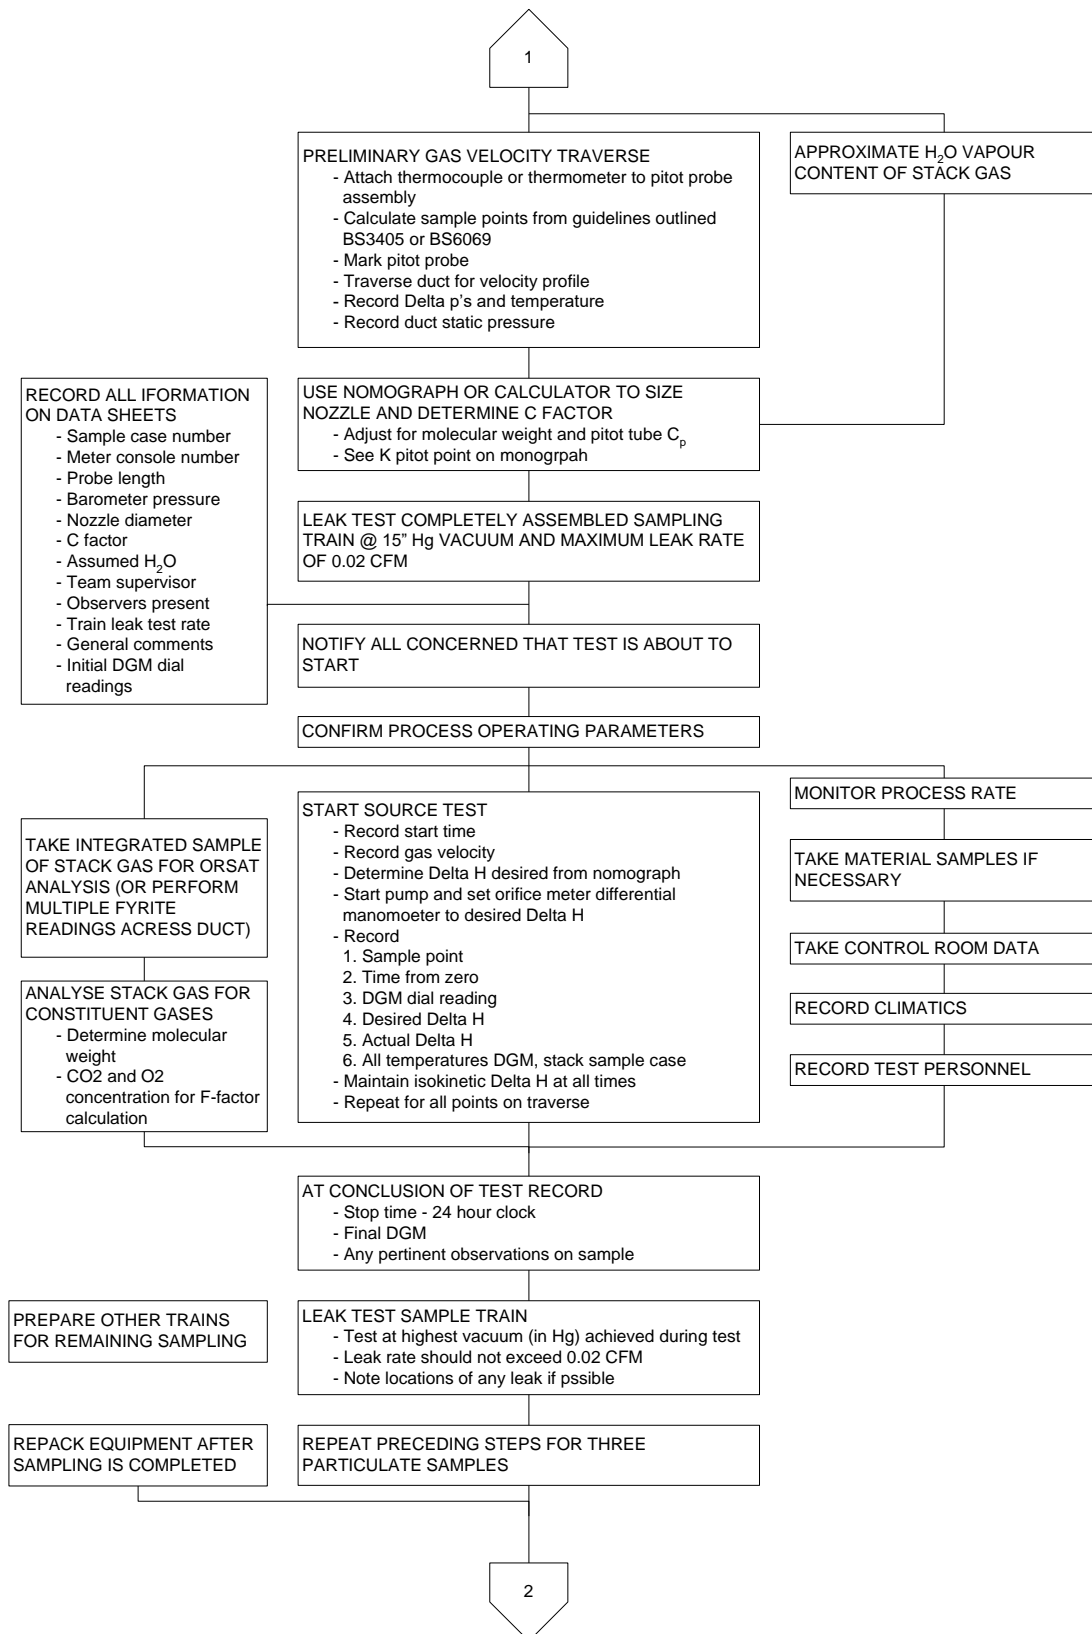 1
PRELIMINARY GAS VELOCITY TRAVERSE
- Attach thermocouple or thermometer to pitot probe
assembly
- Calculate sample points from guidelines outlined
BS3405 or BS6069
- Mark pitot probe
- Traverse duct for velocity profile
- Record Delta p's and temperature
- Record duct static pressure
APPROXIMATE H₂O VAPOUR
CONTENT OF STACK GAS
RECORD ALL IFORMATION
ON DATA SHEETS
- Sample case number
- Meter console number
- Probe length
- Barometer pressure
- Nozzle diameter
- C factor
- Assumed H₂O
- Team supervisor
- Observers present
- Train leak test rate
- General comments
- Initial DGM dial
readings
USE NOMOGRAPH OR CALCULATOR TO SIZE
NOZZLE AND DETERMINE C FACTOR
- Adjust for molecular weight and pitot tube Cₚ
- See K pitot point on monogrpah
LEAK TEST COMPLETELY ASSEMBLED SAMPLING
TRAIN @ 15” Hg VACUUM AND MAXIMUM LEAK RATE
OF 0.02 CFM
NOTIFY ALL CONCERNED THAT TEST IS ABOUT TO
START
CONFIRM PROCESS OPERATING PARAMETERS
TAKE INTEGRATED SAMPLE
OF STACK GAS FOR ORSAT
ANALYSIS (OR PERFORM
MULTIPLE FYRITE
READINGS ACRESS DUCT)
ANALYSE STACK GAS FOR
CONSTITUENT GASES
- Determine molecular
weight
- CO2 and O2
concentration for F-factor
calculation
START SOURCE TEST
- Record start time
- Record gas velocity
- Determine Delta H desired from nomograph
- Start pump and set orifice meter differential
manomoeter to desired Delta H
- Record
1. Sample point
2. Time from zero
3. DGM dial reading
4. Desired Delta H
5. Actual Delta H
6. All temperatures DGM, stack sample case
- Maintain isokinetic Delta H at all times
- Repeat for all points on traverse
MONITOR PROCESS RATE
TAKE MATERIAL SAMPLES IF
NECESSARY
TAKE CONTROL ROOM DATA
RECORD CLIMATICS
RECORD TEST PERSONNEL
AT CONCLUSION OF TEST RECORD
- Stop time - 24 hour clock
- Final DGM
- Any pertinent observations on sample
PREPARE OTHER TRAINS
FOR REMAINING SAMPLING
LEAK TEST SAMPLE TRAIN
- Test at highest vacuum (in Hg) achieved during test
- Leak rate should not exceed 0.02 CFM
- Note locations of any leak if pssible
REPACK EQUIPMENT AFTER
SAMPLING IS COMPLETED
REPEAT PRECEDING STEPS FOR THREE
PARTICULATE SAMPLES
2